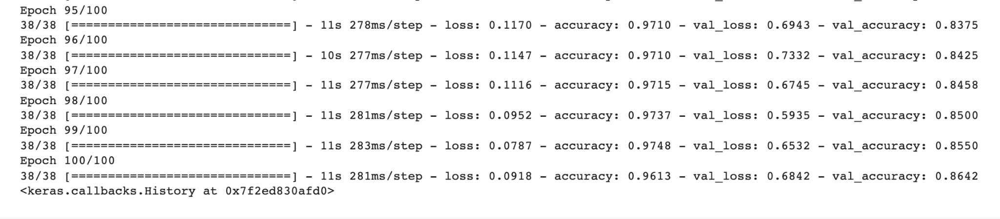 Epoch 95/100
38/38 [==============================] - 11s 278ms/step - loss: 0.1170 - accuracy: 0.9710 - val_loss: 0.6943 - val_accuracy: 0.8375
Epoch 96/100
38/38 [==============================] - 10s 277ms/step - loss: 0.1147 - accuracy: 0.9710 - val_loss: 0.7332 - val_accuracy: 0.8425
Epoch 97/100
38/38 [==============================] - 11s 277ms/step - loss: 0.1116 - accuracy: 0.9715 - val_loss: 0.6745 - val_accuracy: 0.8458
Epoch 98/100
38/38 [==============================] - 11s 281ms/step - loss: 0.0952 - accuracy: 0.9737 - val_loss: 0.5935 - val_accuracy: 0.8500
Epoch 99/100
38/38 [==============================] - 11s 283ms/step - loss: 0.0787 - accuracy: 0.9748 - val_loss: 0.6532 - val_accuracy: 0.8550
Epoch 100/100
38/38 [==============================] - 11s 281ms/step - loss: 0.0918 - accuracy: 0.9613 - val_loss: 0.6842 - val_accuracy: 0.8642
<keras.callbacks.History at 0x7f2ed830afd0>